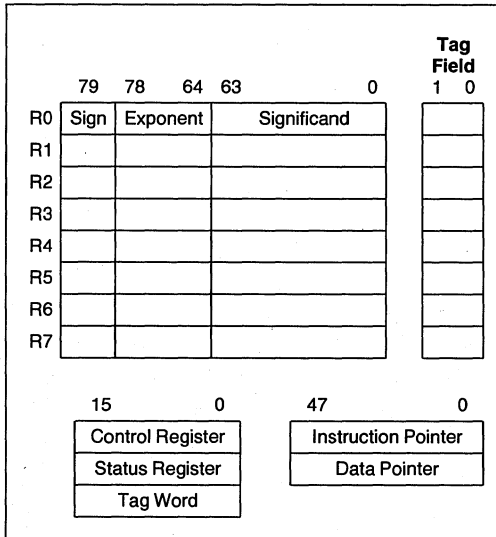 Tag
Field
79 78 64 63 0 1 0
R0 Sign Exponent Significand
R1
R2
R3
R4
R5
R6
R7
15 0 47 0
Control Register Instruction Pointer
Status Register Data Pointer
Tag Word